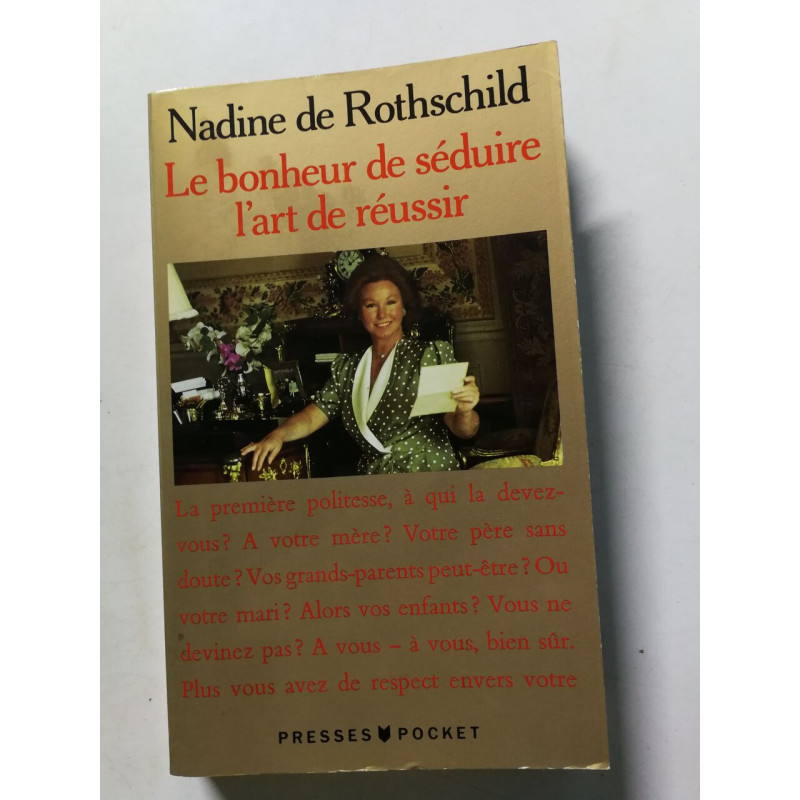 Nadine de Rothschild
Le bonheur de séduire
l'art de réussir
La première politesse, à qui la devez-
vous? A votre mère? Votre père sans
doute? Vos grands-parents peut-être? Ou
votre mari? Alors vos enfants? Vous ne
devinez pas? A vous – à vous, bien sûr.
Plus vous avez de respect envers votre
PRESSES POCKET